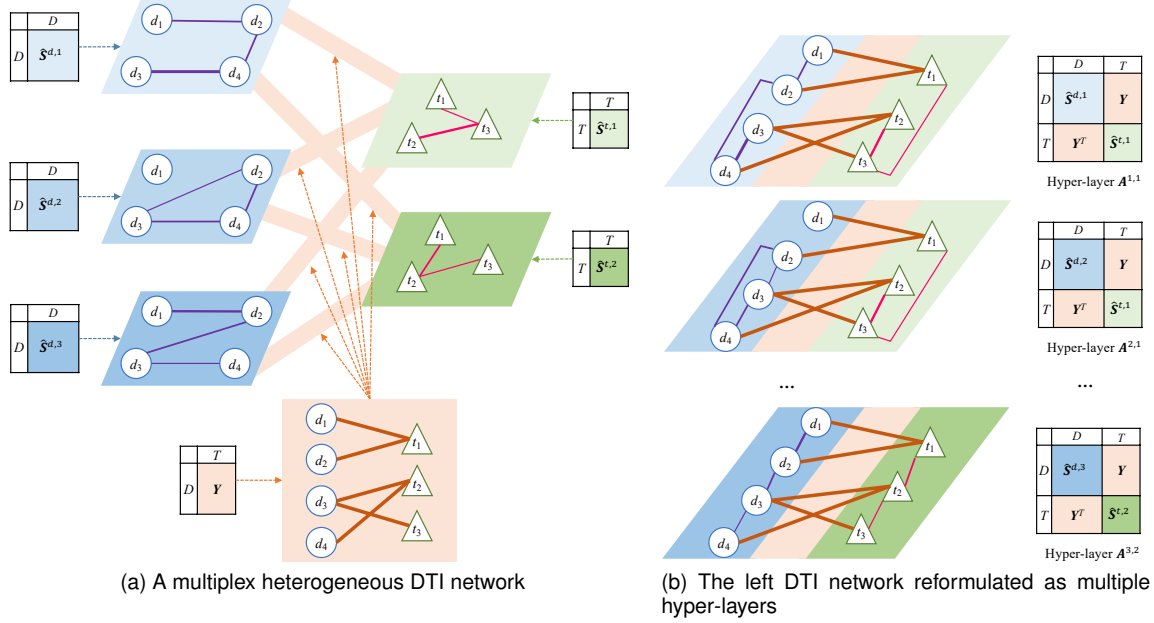 D
D Ŝ^{d,1}
d1 d2
d3 d4
D
D Ŝ^{d,2}
d1 d2
d3 d4
D
D Ŝ^{d,3}
d1 d2
d3 d4
t1
t2 t3
T
T Ŝ^{t,1}
t1
t2 t3
T
T Ŝ^{t,2}
T
D Y
d1
d2
d3
d4
t1
t2
t3
(a) A multiplex heterogeneous DTI network
d1
d2
d3
d4
t1
t2
t3
D T
D Ŝ^{d,1} Y
T Y^T Ŝ^{t,1}
Hyper-layer A^{1,1}
d1
d2
d3
d4
t1
t2
t3
D T
D Ŝ^{d,2} Y
T Y^T Ŝ^{t,1}
Hyper-layer A^{2,1}
... ...
d1
d2
d3
d4
t1
t2
t3
D T
D Ŝ^{d,3} Y
T Y^T Ŝ^{t,2}
Hyper-layer A^{3,2}
(b) The left DTI network reformulated as multiple
hyper-layers